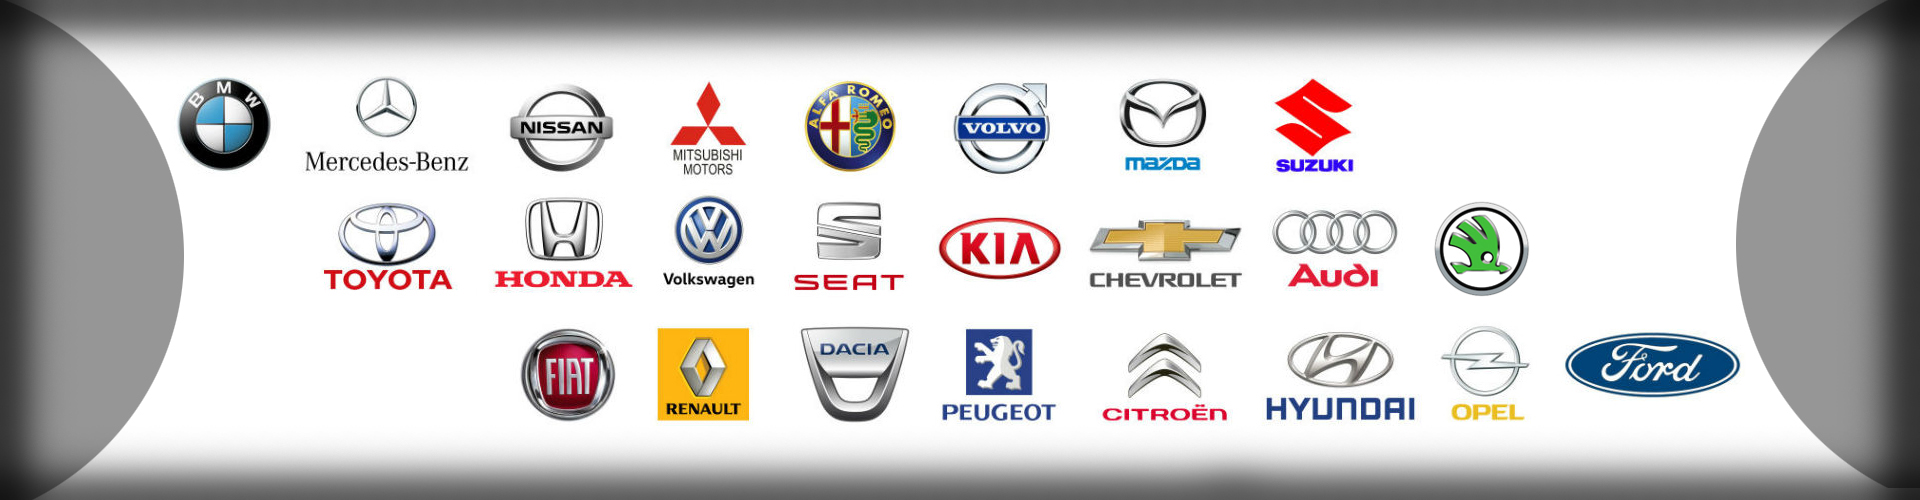 BMW
Mercedes-Benz
NISSAN
MITSUBISHI
MOTORS
ALFA ROMEO
VOLVO
mazda
SUZUKI
TOYOTA
HONDA
Volkswagen
SEAT
KIA
CHEVROLET
Audi
FIAT
RENAULT
DACIA
PEUGEOT
CITROËN
HYUNDAI
OPEL
Ford